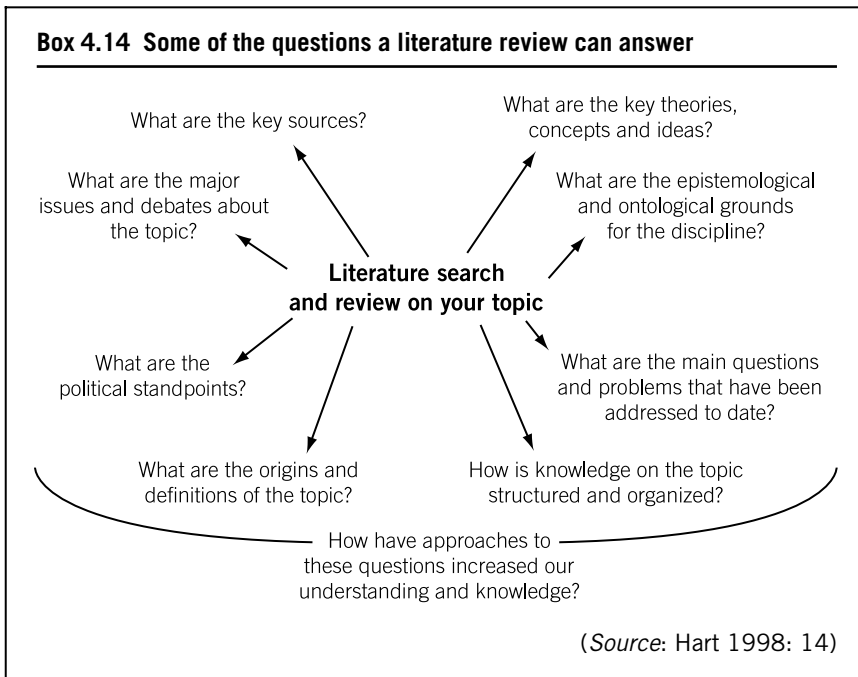 Box 4.14 Some of the questions a literature review can answer
What are the key sources?
What are the key theories,
concepts and ideas?
What are the major
issues and debates about
the topic?
What are the epistemological
and ontological grounds
for the discipline?
Literature search
and review on your topic
What are the
political standpoints?
What are the main questions
and problems that have been
addressed to date?
What are the origins and
definitions of the topic?
How is knowledge on the topic
structured and organized?
How have approaches to
these questions increased our
understanding and knowledge?
(Source: Hart 1998: 14)